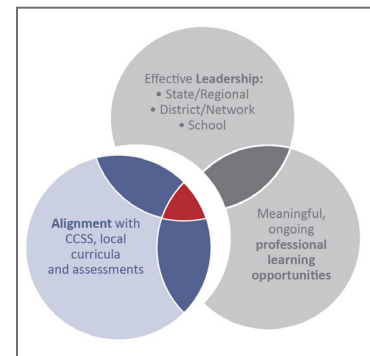 Effective Leadership:
• State/Regional
• District/Network
• School
Alignment with
CCSS, local
curricula
and assessments
Meaningful,
ongoing
professional
learning
opportunities